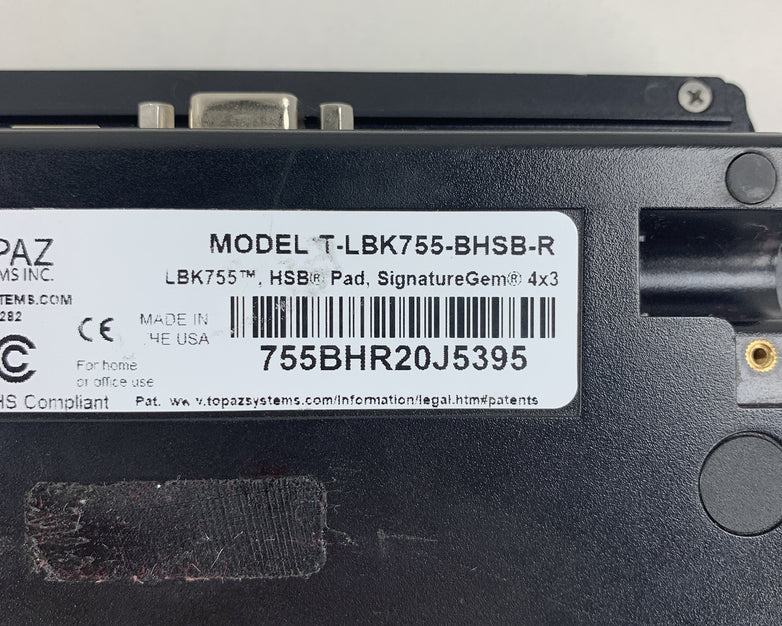 PAZ
MS INC.
TEMS.COM
282
MODEL T-LBK755-BHSB-R
LBK755™, HSB® Pad, SignatureGem® 4x3
CE
MADE IN
HE USA
755BHR20J5395
For home
or office use
HS Compliant
Pat. ww v.topazsystems.com/information/legal.htm#patents